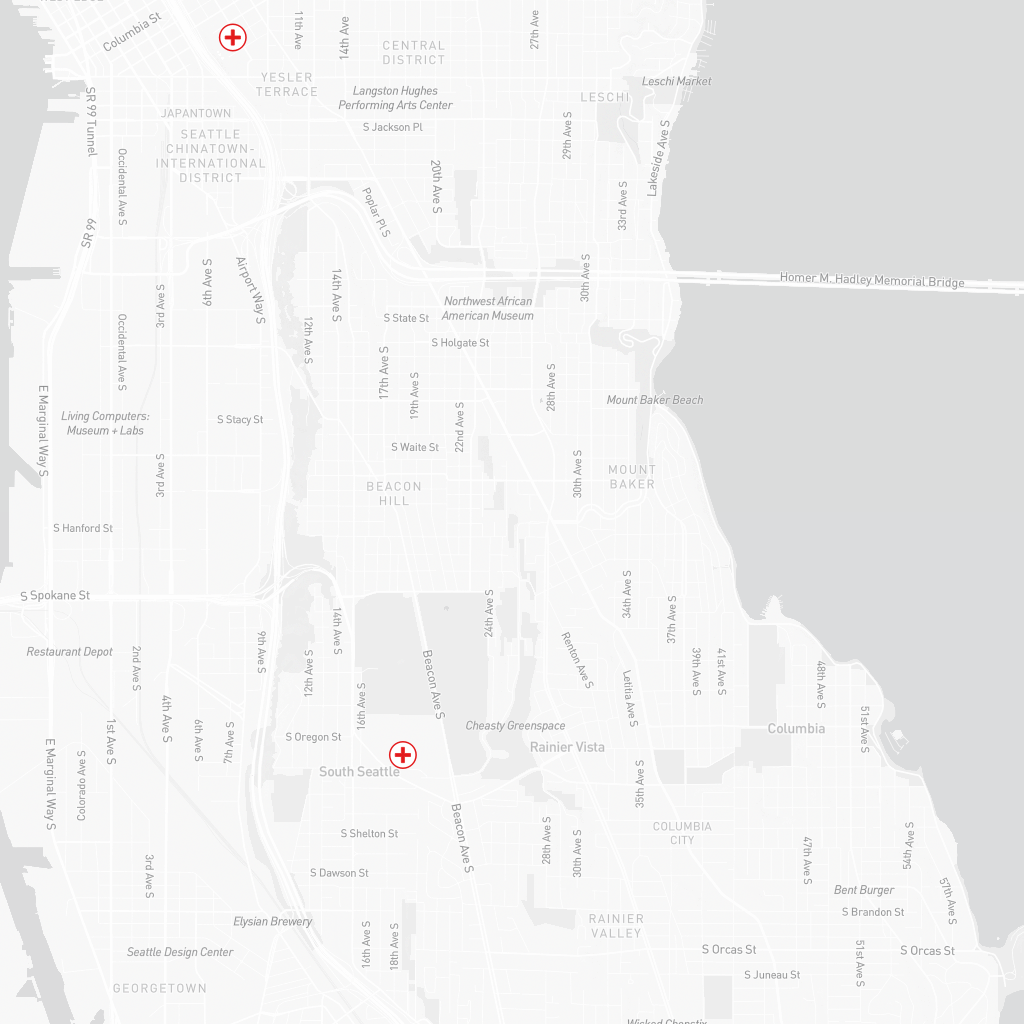 Columbia St
11th Ave
14th Ave
27th Ave
CENTRAL
DISTRICT
YESLER
TERRACE
Leschi Market
LESCHI
Langston Hughes
Performing Arts Center
S Jackson Pl
JAPANTOWN
SR 99 Tunnel
SEATTLE
CHINATOWN-
INTERNATIONAL
DISTRICT
29th Ave S
Lakeside Ave S
Occidental Ave S
20th Ave S
Poplar Pl S
33rd Ave S
SR 99
6th Ave S
Airport Way S
14th Ave S
30th Ave S
Homer M. Hadley Memorial Bridge
3rd Ave S
Northwest African
American Museum
S State St
12th Ave S
S Holgate St
Occidental Ave S
17th Ave S
19th Ave S
28th Ave S
Mount Baker Beach
E Marginal Way S
Living Computers:
Museum + Labs
S Stacy St
22nd Ave S
S Waite St
3rd Ave S
30th Ave S
MOUNT
BAKER
BEACON
HILL
S Hanford St
S Spokane St
34th Ave S
24th Ave S
37th Ave S
14th Ave S
9th Ave S
Restaurant Depot
2nd Ave S
12th Ave S
Renton Ave S
39th Ave S
41st Ave S
48th Ave S
Beacon Ave S
16th Ave S
Letitia Ave S
4th Ave S
6th Ave S
7th Ave S
1st Ave S
51st Ave S
Cheasty Greenspace
Columbia
S Oregon St
Rainier Vista
South Seattle
E Marginal Way S
Colorado Ave S
35th Ave S
S Shelton St
Beacon Ave S
28th Ave S
30th Ave S
COLUMBIA
CITY
47th Ave S
54th Ave S
3rd Ave S
S Dawson St
Bent Burger
57th Ave S
S Brandon St
Elysian Brewery
RAINIER
VALLEY
16th Ave S
18th Ave S
Seattle Design Center
S Orcas St
51st Ave S
S Orcas St
S Juneau St
GEORGETOWN